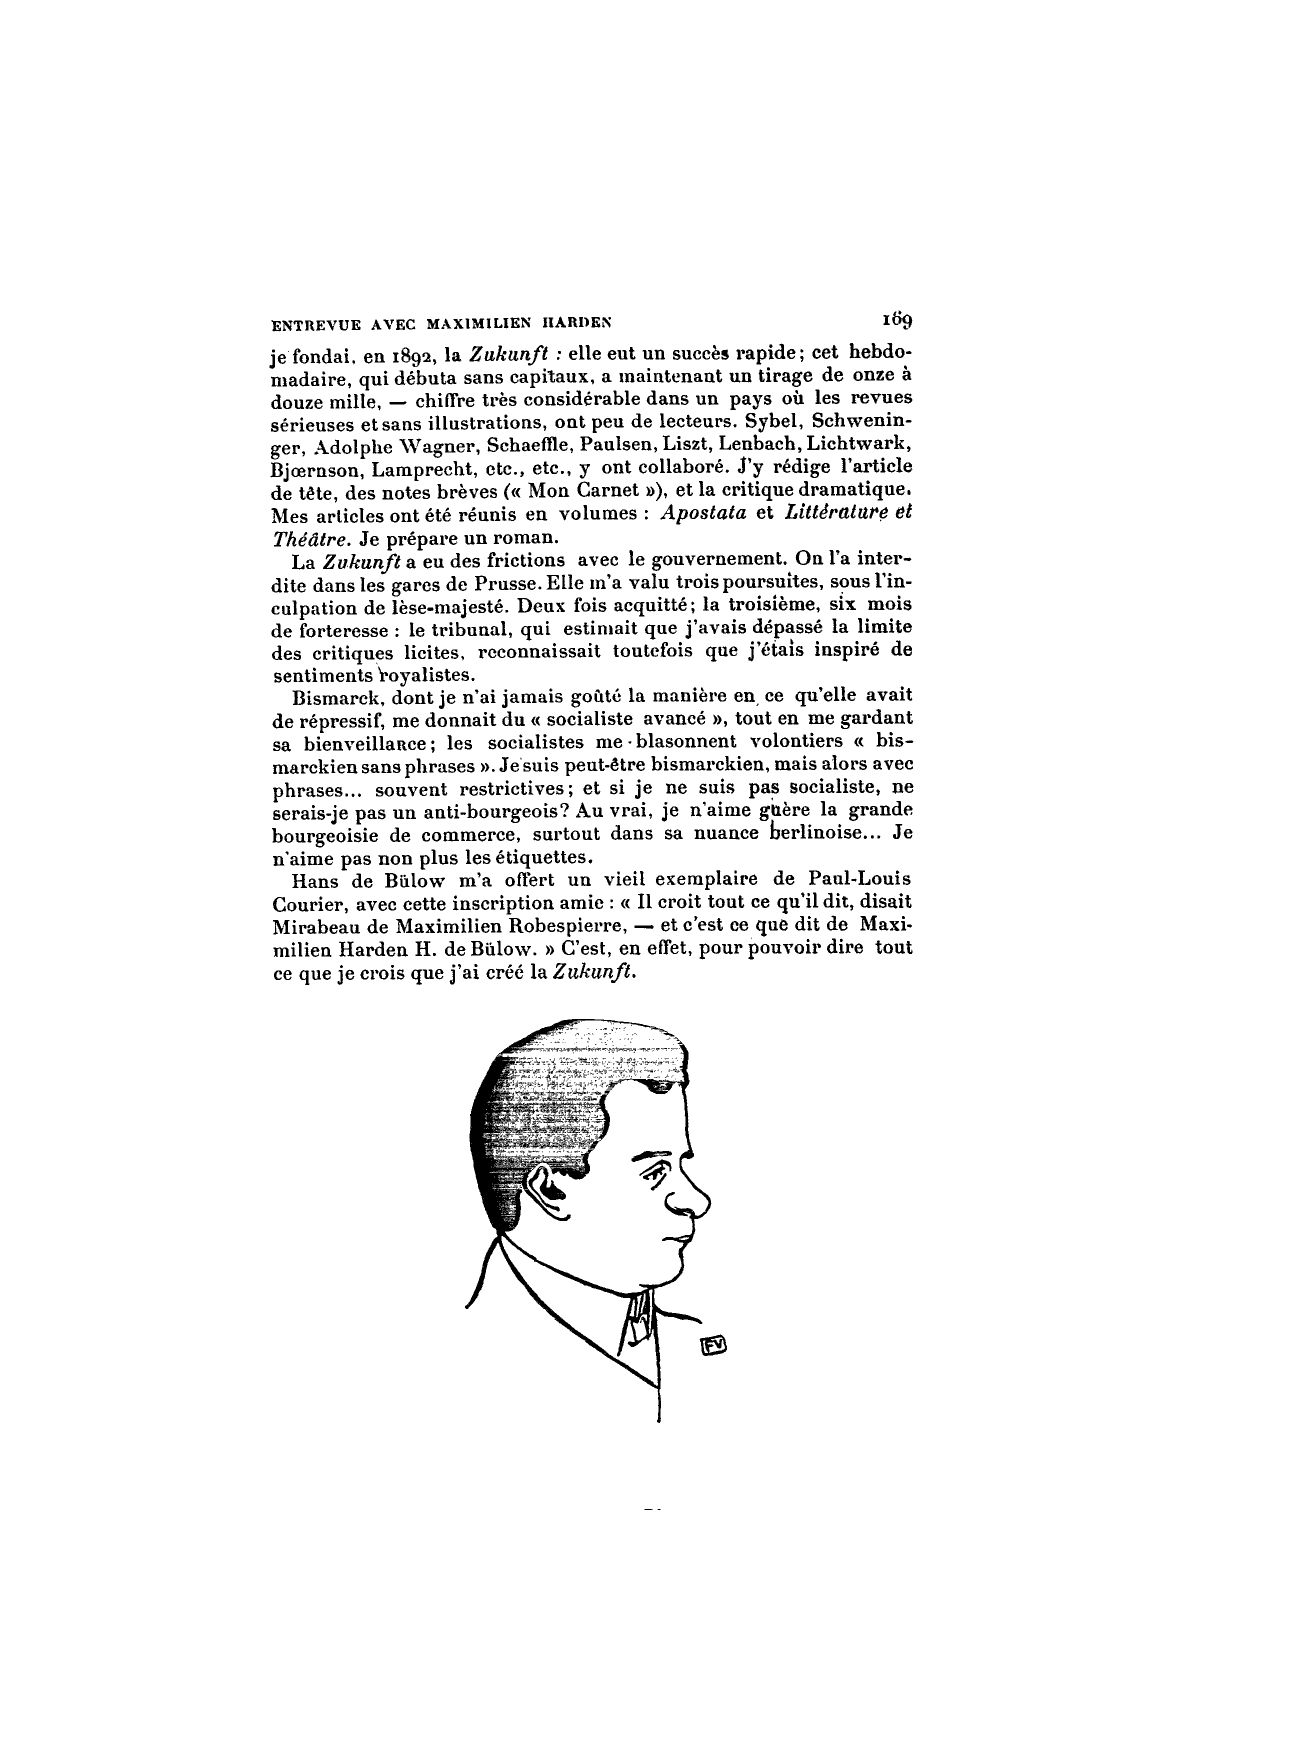 ENTREVUE AVEC MAXIMILIEN HARDEN 169
je fondai, en 1892, la Zukunft : elle eut un succès rapide; cet hebdo-
madaire, qui débuta sans capitaux, a maintenant un tirage de onze à
douze mille, — chiffre très considérable dans un pays où les revues
sérieuses et sans illustrations, ont peu de lecteurs. Sybel, Schwenin-
ger, Adolphe Wagner, Schaeffle, Paulsen, Liszt, Lenbach, Lichtwark,
Bjœrnson, Lamprecht, etc., etc., y ont collaboré. J'y rédige l'article
de tête, des notes brèves (« Mon Carnet »), et la critique dramatique.
Mes articles ont été réunis en volumes : Apostata et Littérature et
Théâtre. Je prépare un roman.
La Zukunft a eu des frictions avec le gouvernement. On l'a inter-
dite dans les gares de Prusse. Elle m'a valu trois poursuites, sous l'in-
culpation de lèse-majesté. Deux fois acquitté; la troisième, six mois
de forteresse : le tribunal, qui estimait que j'avais dépassé la limite
des critiques licites, reconnaissait toutefois que j'étais inspiré de
sentiments royalistes.
Bismarck, dont je n'ai jamais goûté la manière en ce qu'elle avait
de répressif, me donnait du « socialiste avancé », tout en me gardant
sa bienveillance; les socialistes me blasonnent volontiers « bis-
marckien sans phrases ». Je suis peut-être bismarckien, mais alors avec
phrases... souvent restrictives; et si je ne suis pas socialiste, ne
serais-je pas un anti-bourgeois? Au vrai, je n'aime guère la grande
bourgeoisie de commerce, surtout dans sa nuance berlinoise... Je
n'aime pas non plus les étiquettes.
Hans de Bülow m'a offert un vieil exemplaire de Paul-Louis
Courier, avec cette inscription amie : « Il croit tout ce qu'il dit, disait
Mirabeau de Maximilien Robespierre, — et c'est ce que dit de Maxi-
milien Harden H. de Bülow. » C'est, en effet, pour pouvoir dire tout
ce que je crois que j'ai créé la Zukunft.
FV